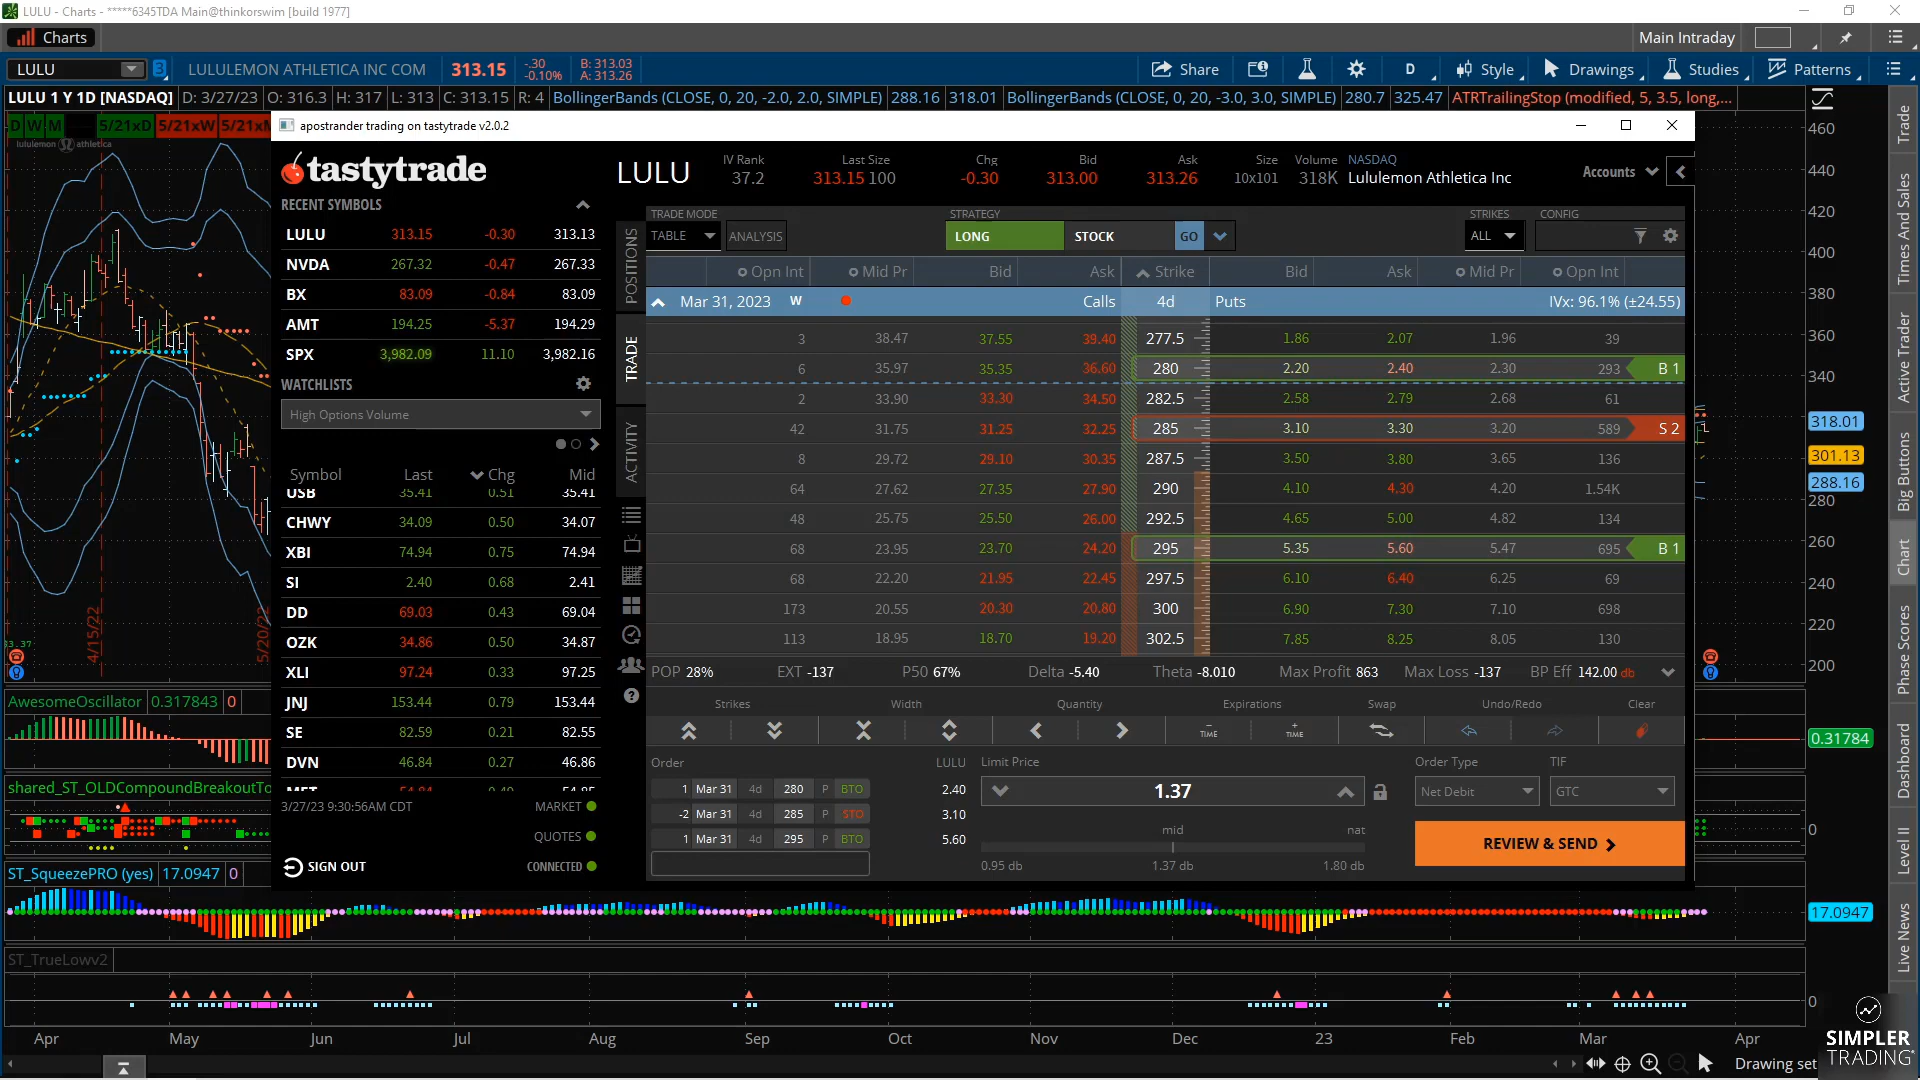 LULU - Charts - *****6345TDA Main@thinkorswim [build 1977]
Charts
Main Intraday
LULU
3
LULULEMON ATHLETICA INC COM
313.15
-.30
-0.10%
B: 313.03
A: 313.26
Share
D
Style
Drawings
Studies
Patterns
LULU 1 Y 1D [NASDAQ]
D: 3/27/23
O: 316.3
H: 317
L: 313
C: 313.15
R: 4
BollingerBands (CLOSE, 0, 20, -2.0, 2.0, SIMPLE)
288.16
318.01
BollingerBands (CLOSE, 0, 20, -3.0, 3.0, SIMPLE)
280.7
325.47
ATRTrailingStop (modified, 5, 3.5, long,...
D W M 5/21xD 5/21xW 5/21xM
lululemon athletica
apostrander trading on tastytrade v2.0.2
tastytrade
LULU
IV Rank
37.2
Last Size
313.15 100
Chg
-0.30
Bid
313.00
Ask
313.26
Size
10x101
Volume
318K
NASDAQ
Lululemon Athletica Inc
Accounts
RECENT SYMBOLS
LULU 313.15 -0.30 313.13
NVDA 267.32 -0.47 267.33
BX 83.09 -0.84 83.09
AMT 194.25 -5.37 194.29
SPX 3,982.09 11.10 3,982.16
WATCHLISTS
High Options Volume
Symbol Last Chg Mid
USB 35.41 0.51 35.41
CHWY 34.09 0.50 34.07
XBI 74.94 0.75 74.94
SI 2.40 0.68 2.41
DD 69.03 0.43 69.04
OZK 34.86 0.50 34.87
XLI 97.24 0.33 97.25
JNJ 153.44 0.79 153.44
SE 82.59 0.21 82.55
DVN 46.84 0.27 46.86
3/27/23 9:30:56AM CDT
MARKET
QUOTES
SIGN OUT
CONNECTED
POSITIONS
TRADE
ACTIVITY
TRADE MODE
TABLE
ANALYSIS
STRATEGY
LONG
STOCK
GO
STRIKES
ALL
CONFIG
Opn Int Mid Pr Bid Ask Strike Bid Ask Mid Pr Opn Int
Mar 31, 2023 W Calls 4d Puts IVx: 96.1% (±24.55)
3 38.47 37.55 39.40 277.5 1.86 2.07 1.96 39
6 35.97 35.35 36.60 280 2.20 2.40 2.30 293 B 1
2 33.90 33.30 34.50 282.5 2.58 2.79 2.68 61
42 31.75 31.25 32.25 285 3.10 3.30 3.20 589 S 2
8 29.72 29.10 30.35 287.5 3.50 3.80 3.65 136
64 27.62 27.35 27.90 290 4.10 4.30 4.20 1.54K
48 25.75 25.50 26.00 292.5 4.65 5.00 4.82 134
68 23.95 23.70 24.20 295 5.35 5.60 5.47 695 B 1
68 22.20 21.95 22.45 297.5 6.10 6.40 6.25 69
173 20.55 20.30 20.80 300 6.90 7.30 7.10 698
113 18.95 18.70 19.20 302.5 7.85 8.25 8.05 130
POP 28% EXT -137 P50 67% Delta -5.40 Theta -8.010 Max Profit 863 Max Loss -137 BP Eff 142.00 db
Strikes Width Quantity Expirations Swap Undo/Redo Clear
TIME TIME
Order LULU
1 Mar 31 4d 280 P BTO 2.40
-2 Mar 31 4d 285 P STO 3.10
1 Mar 31 4d 295 P BTO 5.60
Limit Price
1.37
mid nat
0.95 db 1.37 db 1.80 db
Order Type
Net Debit
TIF
GTC
REVIEW & SEND
460
440
420
400
380
360
340
318.01
301.13
288.16
280
260
240
220
200
Trade
Times And Sales
Active Trader
Big Buttons
Chart
Phase Scores
Dashboard
Level II
Live News
4/15/22
5/20/22
AwesomeOscillator 0.317843 0
0.31784
shared_ST_OLDCompoundBreakoutTo
0
ST_SqueezePRO (yes) 17.0947 0
17.0947
ST_TrueLowv2
0
Apr May Jun Jul Aug Sep Oct Nov Dec 23 Feb Mar Apr
Drawing set
SIMPLER
TRADING